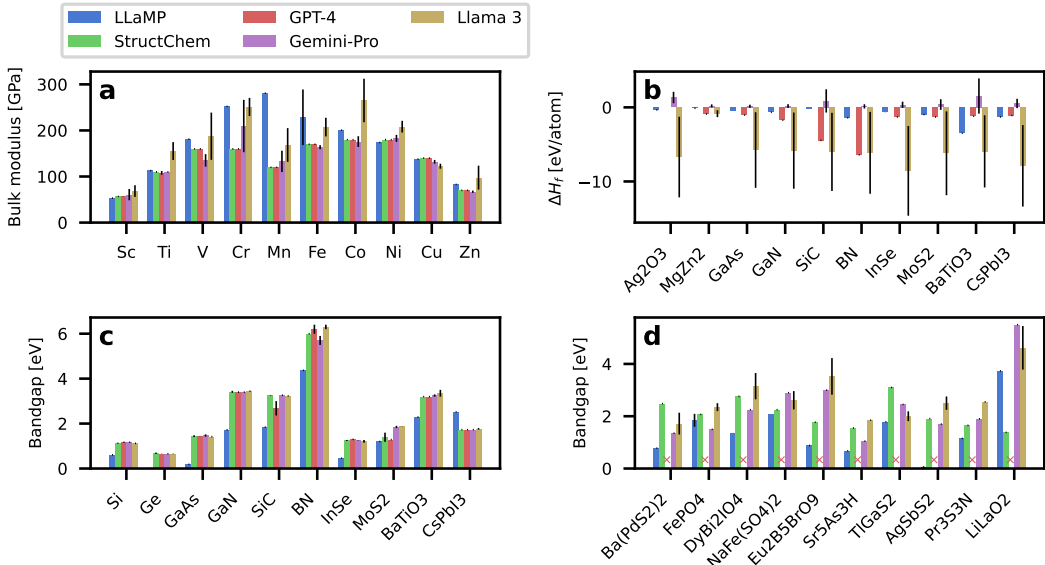 LLaMP
StructChem
GPT-4
Gemini-Pro
Llama 3
a
Bulk modulus [GPa]
300
200
100
0
Sc Ti V Cr Mn Fe Co Ni Cu Zn
b
ΔHf [eV/atom]
0
−10
Ag2O3 MgZn2 GaAs GaN SiC BN InSe MoS2 BaTiO3 CsPbI3
c
Bandgap [eV]
6
4
2
0
Si Ge GaAs GaN SiC BN InSe MoS2 BaTiO3 CsPbI3
d
Bandgap [eV]
4
2
0
Ba(PdS2)2 FePO4 DyBi2IO4 NaFe(SO4)2 Eu2B5BrO9 Sr5As3H TlGaS2 AgSbS2 Pr3S3N LiLaO2